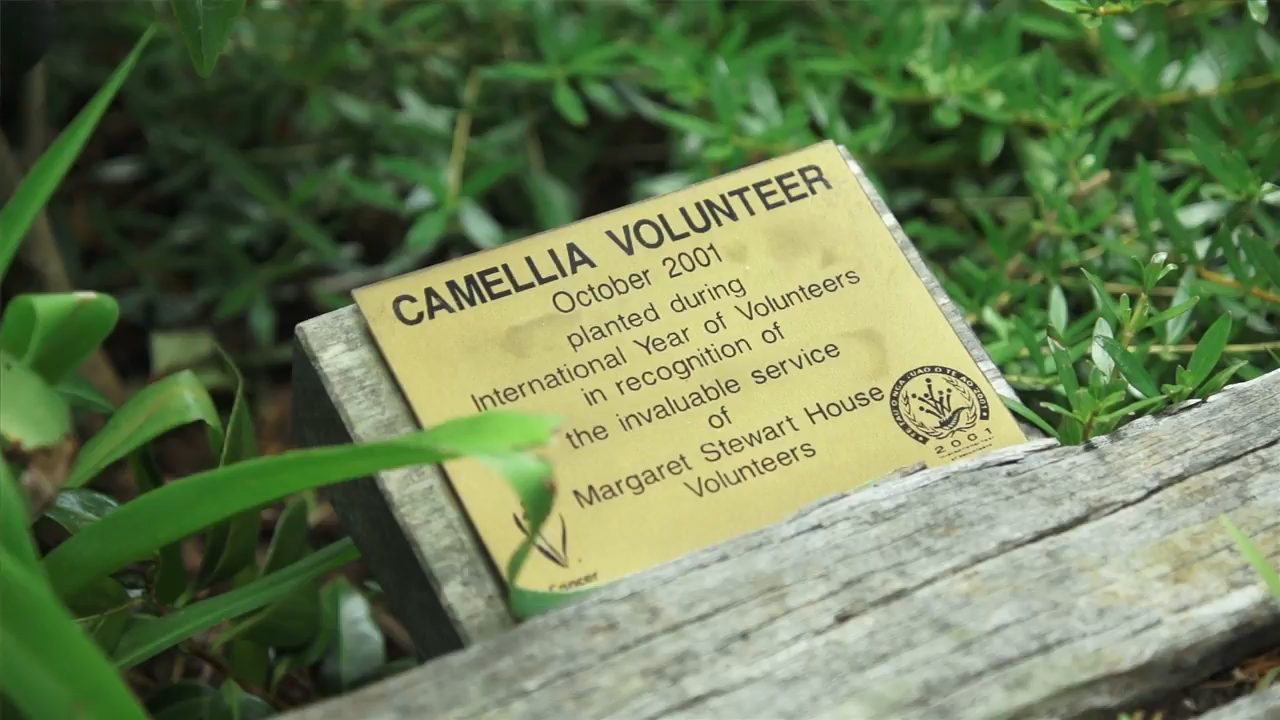 CAMELLIA VOLUNTEER
October 2001
planted during
International Year of Volunteers
in recognition of
the invaluable service
of
Margaret Stewart House
Volunteers
2001
Cancer